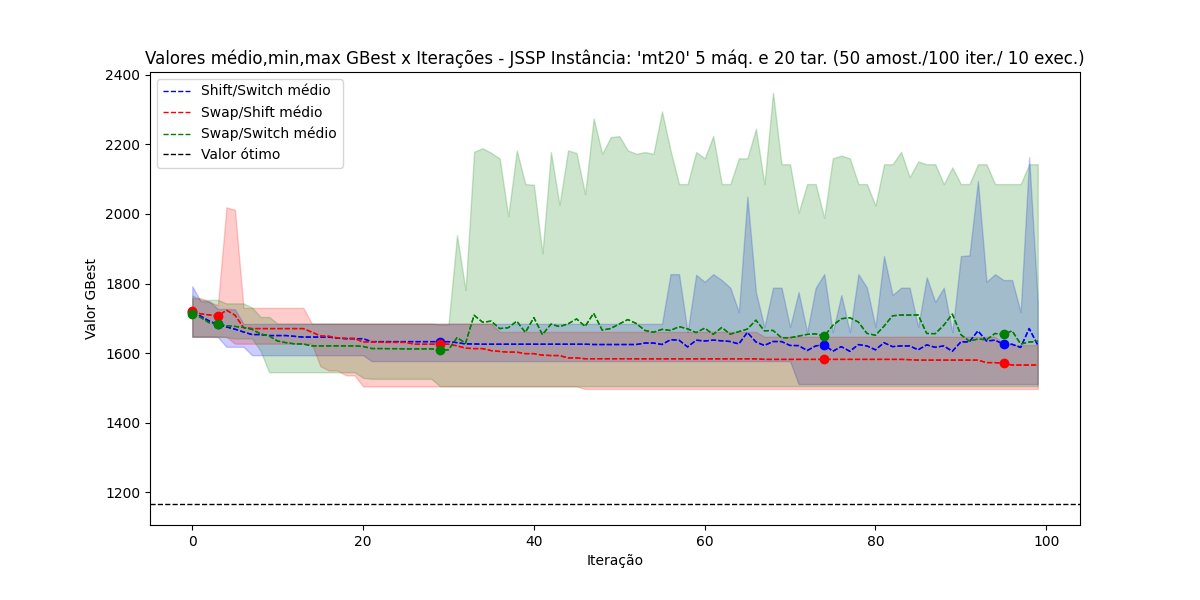 Valores médio,min,max GBest x Iterações - JSSP Instância: 'mt20' 5 máq. e 20 tar. (50 amost./100 iter./ 10 exec.)
2400
2200
2000
1800
1600
1400
1200
Valor GBest
Shift/Switch médio
Swap/Shift médio
Swap/Switch médio
Valor ótimo
0 20 40 60 80 100
Iteração